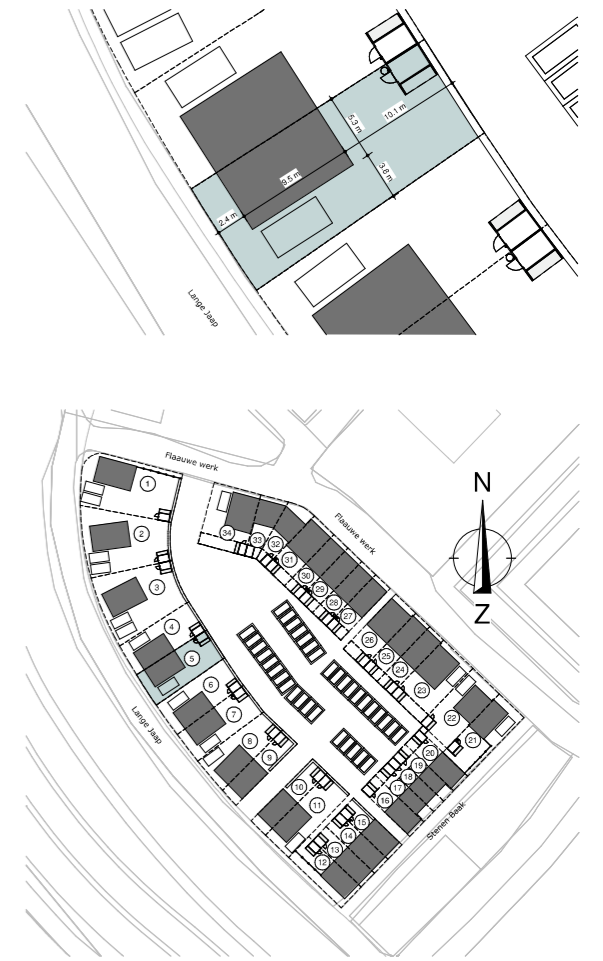 5.3 m
10.1 m
9.5 m
3.8 m
2.4 m
Lange Jaap
Flaauwe werk
Flaauwe werk
N
Z
1
2
3
4
5
6
7
8
9
10
11
12
13
14
15
16
17
18
19
20
21
22
23
24
25
26
27
28
29
30
31
32
33
34
Lange Jaap
Stenen Baak